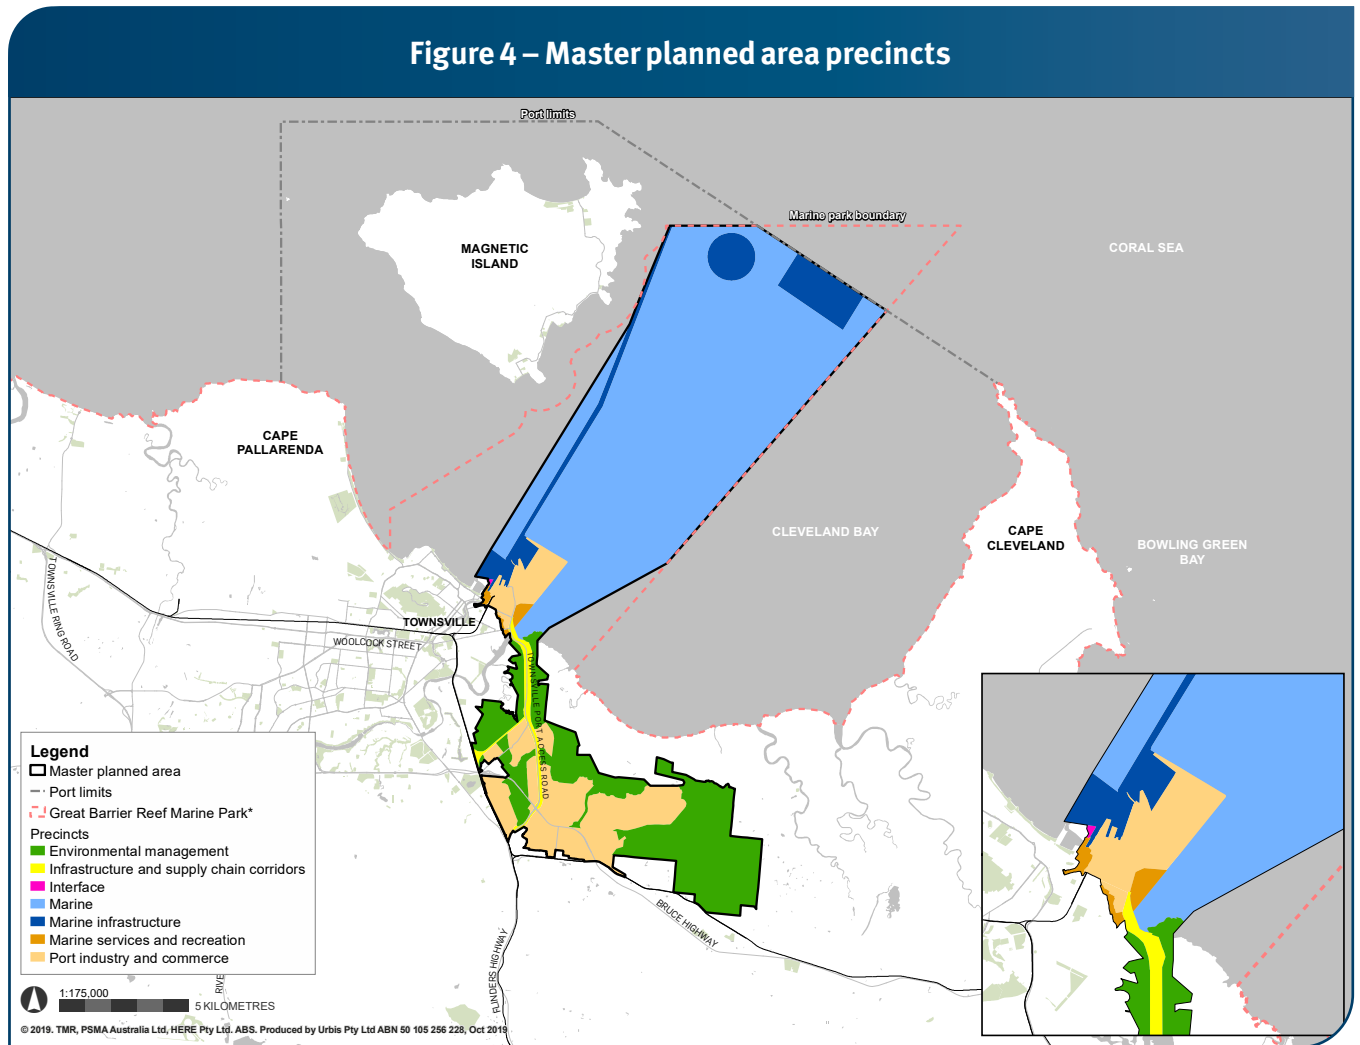 Figure 4 – Master planned area precincts
Port limits
Marine park boundary
MAGNETIC
ISLAND
CORAL SEA
CAPE
PALLARENDA
CLEVELAND BAY
CAPE
CLEVELAND
BOWLING GREEN
BAY
TOWNSVILLE RING ROAD
TOWNSVILLE
WOOLCOCK STREET
TOWNSVILLE PORT ACCESS ROAD
BRUCE HIGHWAY
FLINDERS HIGHWAY
RIVE
Legend
Master planned area
Port limits
Great Barrier Reef Marine Park*
Precincts
Environmental management
Infrastructure and supply chain corridors
Interface
Marine
Marine infrastructure
Marine services and recreation
Port industry and commerce
1:175,000
5 KILOMETRES
© 2019. TMR, PSMA Australia Ltd, HERE Pty Ltd. ABS. Produced by Urbis Pty Ltd ABN 50 105 256 228, Oct 2019